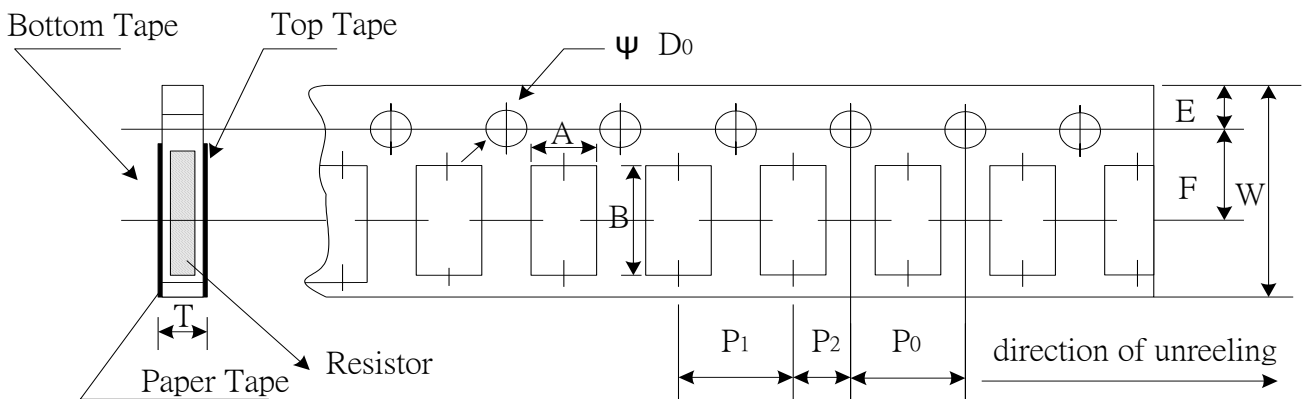 Bottom Tape
Top Tape
Ψ D0
E
A
F
W
B
T
P1
P2
P0
direction of unreeling
Resistor
Paper Tape